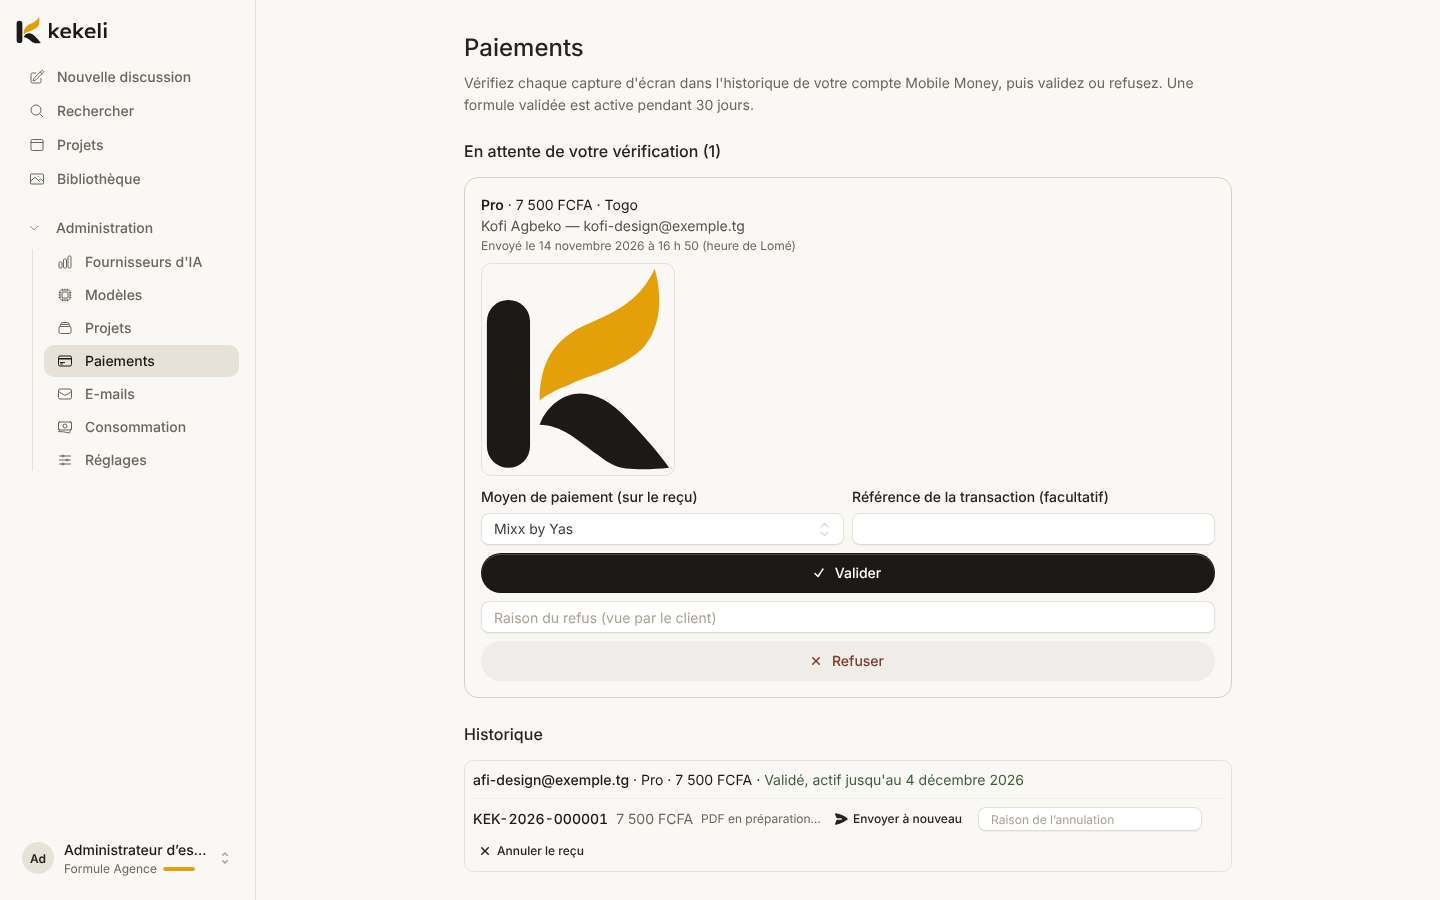 kekeli
Nouvelle discussion
Rechercher
Projets
Bibliothèque
Administration
Fournisseurs d'IA
Modèles
Projets
Paiements
E-mails
Consommation
Réglages
Ad
Administrateur d’es…
Formule Agence
Paiements
Vérifiez chaque capture d'écran dans l'historique de votre compte Mobile Money, puis validez ou refusez. Une
formule validée est active pendant 30 jours.
En attente de votre vérification (1)
Pro · 7 500 FCFA · Togo
Kofi Agbeko — kofi-design@exemple.tg
Envoyé le 14 novembre 2026 à 16 h 50 (heure de Lomé)
Moyen de paiement (sur le reçu)
Référence de la transaction (facultatif)
Mixx by Yas
Valider
Raison du refus (vue par le client)
Refuser
Historique
afi-design@exemple.tg · Pro · 7 500 FCFA · Validé, actif jusqu'au 4 décembre 2026
KEK-2026-000001 7 500 FCFA PDF en préparation… Envoyer à nouveau Raison de l’annulation
Annuler le reçu